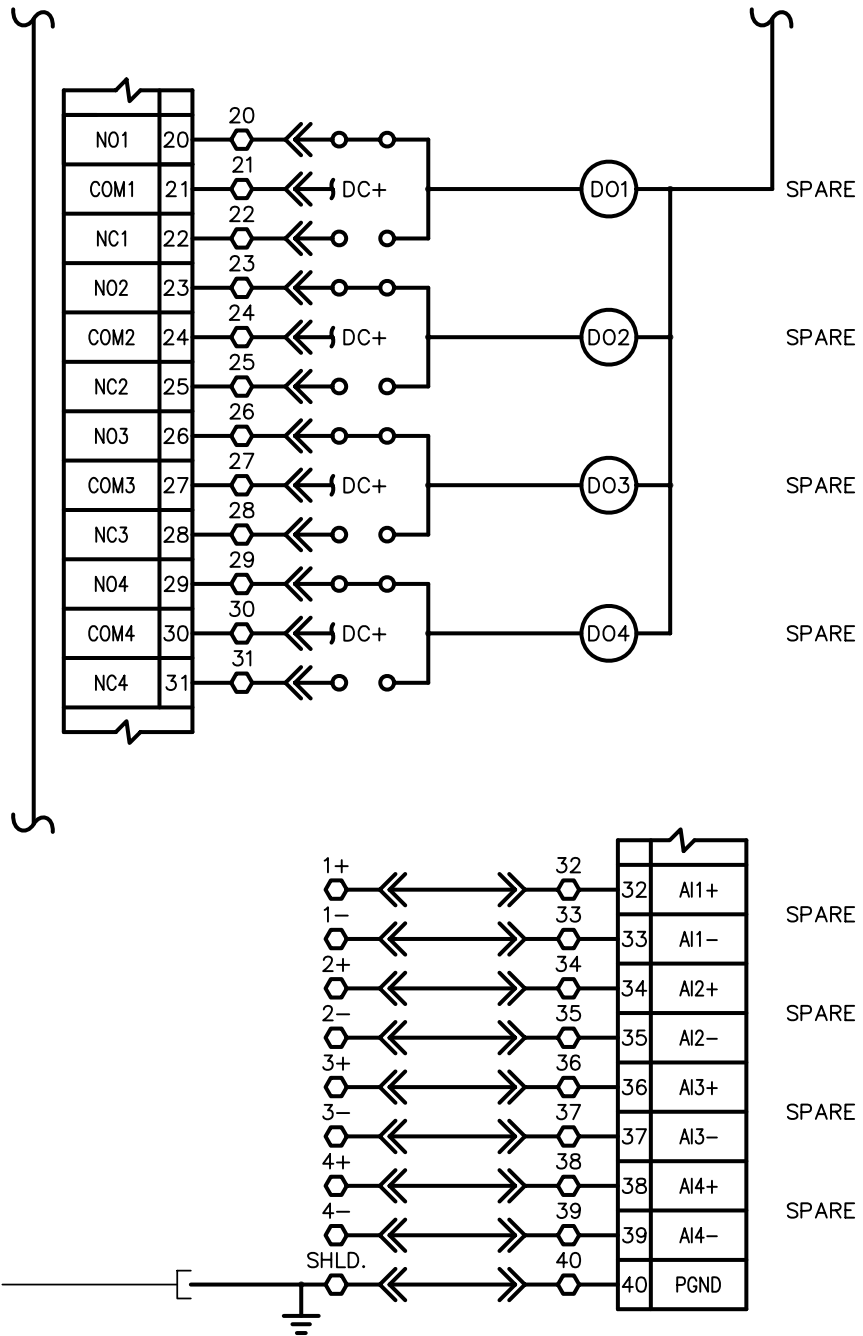 20
NO1 20
21
COM1 21 DC+ DO1 SPARE
22
NC1 22
23
NO2 23
24
COM2 24 DC+ DO2 SPARE
25
NC2 25
26
NO3 26
27
COM3 27 DC+ DO3 SPARE
28
NC3 28
29
NO4 29
30
COM4 30 DC+ DO4 SPARE
31
NC4 31
1+ 32
32 AI1+
SPARE
1- 33
33 AI1-
2+ 34
34 AI2+
SPARE
2- 35
35 AI2-
3+ 36
36 AI3+
SPARE
3- 37
37 AI3-
4+ 38
38 AI4+
SPARE
4- 39
39 AI4-
SHLD. 40
40 PGND